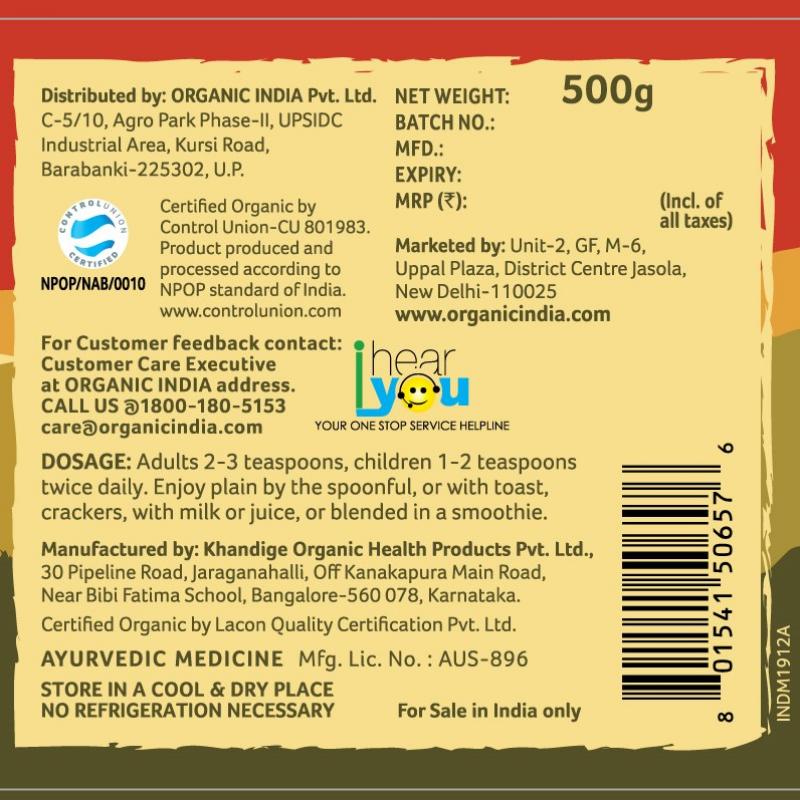 Distributed by: ORGANIC INDIA Pvt. Ltd.
C-5/10, Agro Park Phase-II, UPSIDC
Industrial Area, Kursi Road,
Barabanki-225302, U.P.
NET WEIGHT: 500g
BATCH NO.:
MFD.:
EXPIRY:
MRP (₹): (Incl. of
all taxes)
CONTROLUNION
CERTIFIED
NPOP/NAB/0010
Certified Organic by
Control Union-CU 801983.
Product produced and
processed according to
NPOP standard of India.
www.controlunion.com
Marketed by: Unit-2, GF, M-6,
Uppal Plaza, District Centre Jasola,
New Delhi-110025
www.organicindia.com
For Customer feedback contact:
Customer Care Executive
at ORGANIC INDIA address.
CALL US @1800-180-5153
care@organicindia.com
i hear
you
YOUR ONE STOP SERVICE HELPLINE
DOSAGE: Adults 2-3 teaspoons, children 1-2 teaspoons
twice daily. Enjoy plain by the spoonful, or with toast,
crackers, with milk or juice, or blended in a smoothie.
Manufactured by: Khandige Organic Health Products Pvt. Ltd.,
30 Pipeline Road, Jaraganahalli, Off Kanakapura Main Road,
Near Bibi Fatima School, Bangalore-560 078, Karnataka.
Certified Organic by Lacon Quality Certification Pvt. Ltd.
AYURVEDIC MEDICINE Mfg. Lic. No. : AUS-896
STORE IN A COOL & DRY PLACE
NO REFRIGERATION NECESSARY
For Sale in India only
8 01541 50657 6
INDM1912A